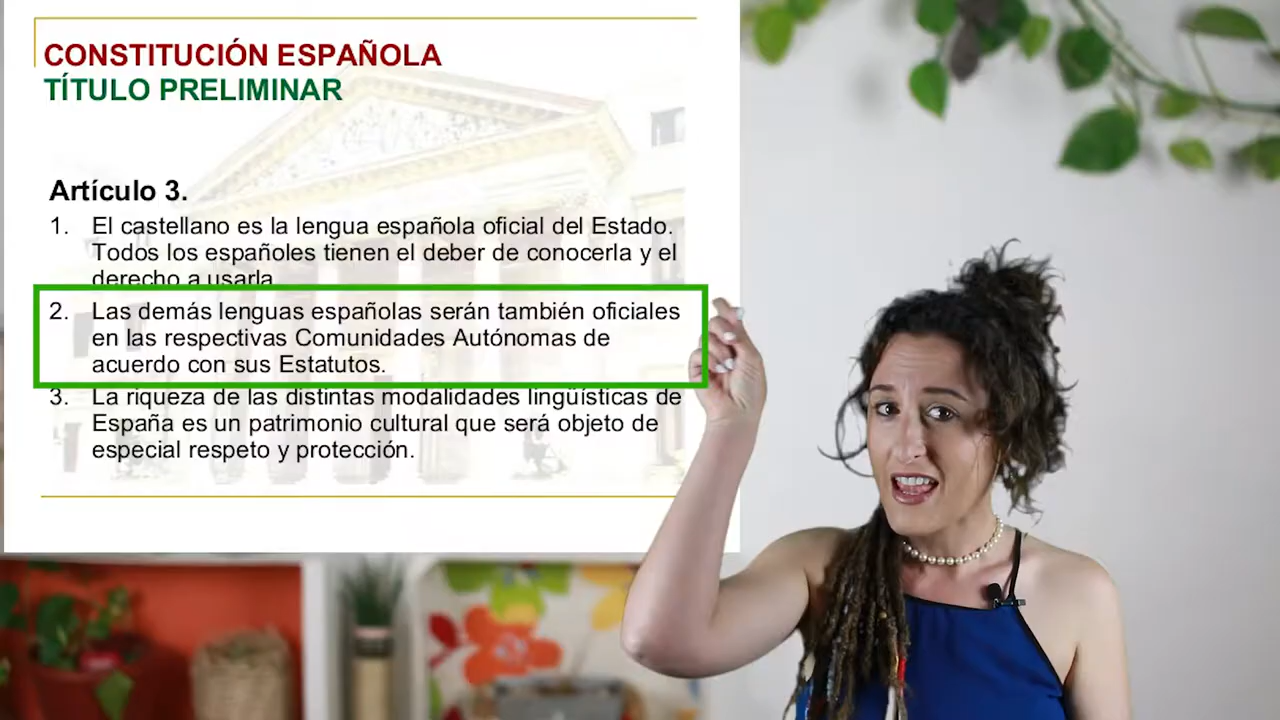 CONSTITUCIÓN ESPAÑOLA
TÍTULO PRELIMINAR
Artículo 3.
1. El castellano es la lengua española oficial del Estado.
Todos los españoles tienen el deber de conocerla y el
derecho a usarla
2. Las demás lenguas españolas serán también oficiales
en las respectivas Comunidades Autónomas de
acuerdo con sus Estatutos.
3. La riqueza de las distintas modalidades lingüísticas de
España es un patrimonio cultural que será objeto de
especial respeto y protección.